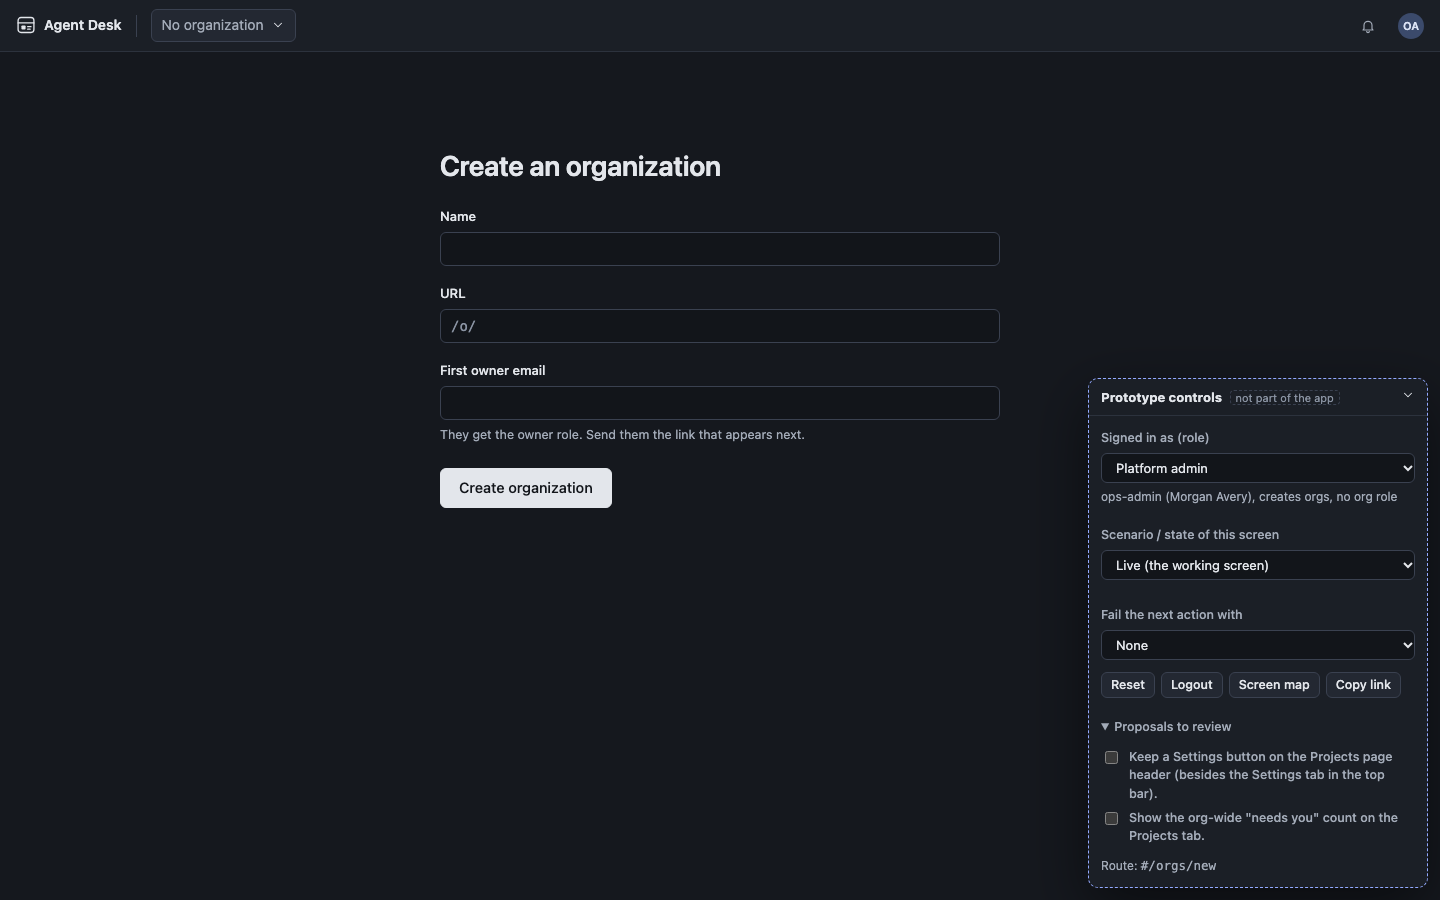 Agent Desk
No organization
OA
Create an organization
Name
URL
/o/
First owner email
They get the owner role. Send them the link that appears next.
Create organization
Prototype controls
not part of the app
Signed in as (role)
Platform admin
ops-admin (Morgan Avery), creates orgs, no org role
Scenario / state of this screen
Live (the working screen)
Fail the next action with
None
Reset
Logout
Screen map
Copy link
Proposals to review
Keep a Settings button on the Projects page
header (besides the Settings tab in the top
bar).
Show the org-wide "needs you" count on the
Projects tab.
Route: #/orgs/new